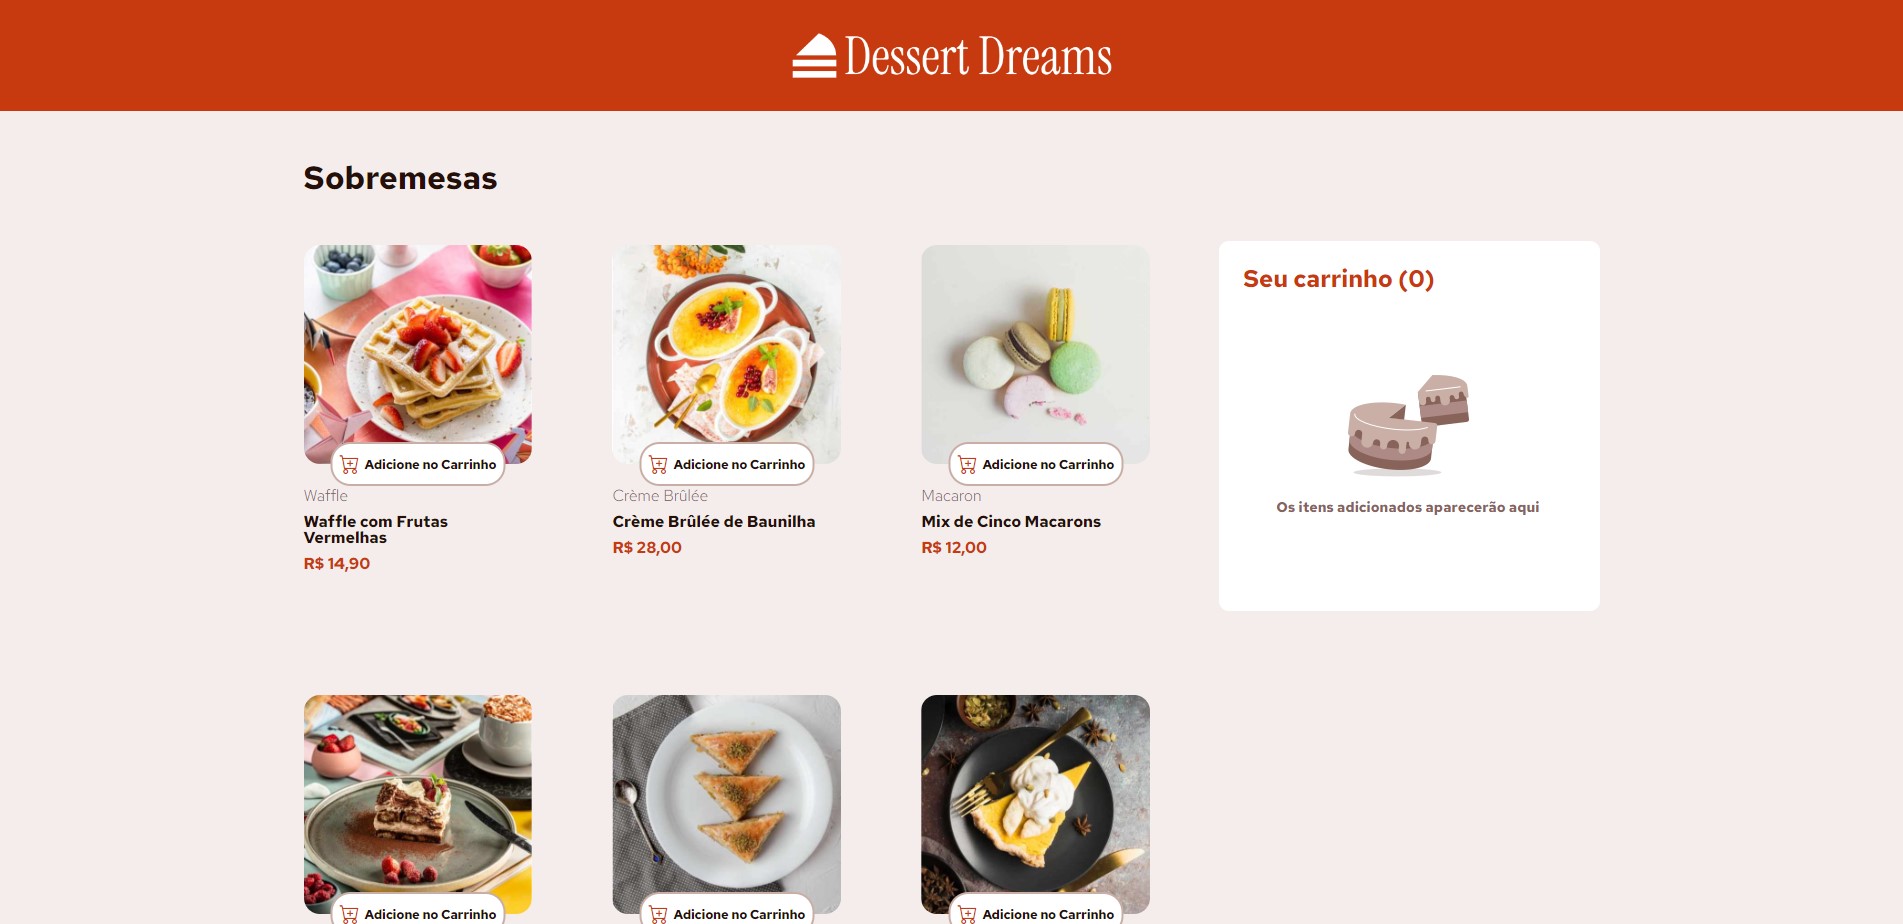 Dessert Dreams
Sobremesas
Adicione no Carrinho
Waffle
Waffle com Frutas
Vermelhas
R$ 14,90
Adicione no Carrinho
Crème Brûlée
Crème Brûlée de Baunilha
R$ 28,00
Adicione no Carrinho
Macaron
Mix de Cinco Macarons
R$ 12,00
Seu carrinho (0)
Os itens adicionados aparecerão aqui
Adicione no Carrinho
Adicione no Carrinho
Adicione no Carrinho